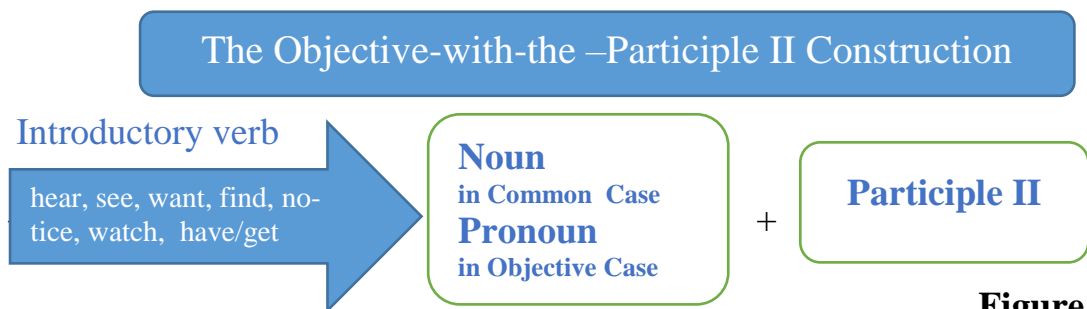 The Objective-with-the –Participle II Construction
Introductory verb
hear, see, want, find, no-
tice, watch, have/get
Noun
in Common Case
Pronoun
in Objective Case
+
Participle II
Figure